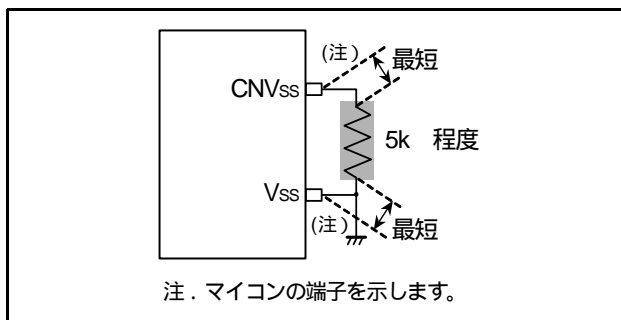 (注)
最短
CNVSS
5k 程度
VSS
(注)
最短
注．マイコンの端子を示します。